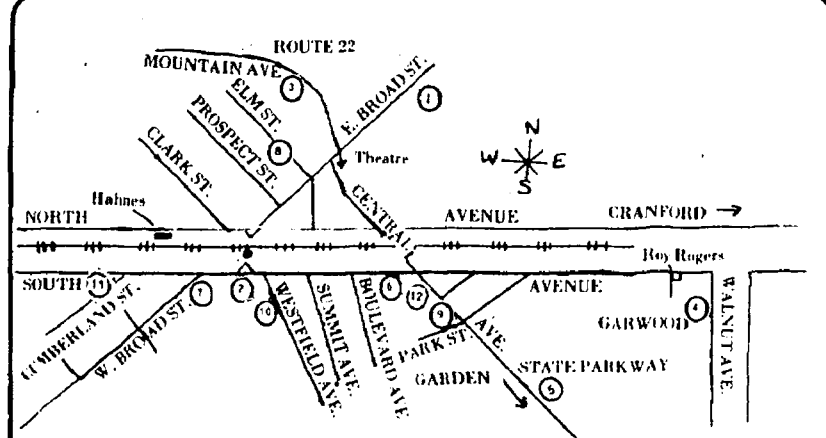 ROUTE 22
MOUNTAIN AVE.
3
ELM ST.
E. BROAD ST.
1
PROSPECT ST.
8
CLARK ST.
Theatre
N
W E
S
Hahnes
CENTRAL
NORTH
AVENUE
CRANFORD
Roy Rogers
SOUTH
11
AVENUE
CUMBERLAND ST.
7
2
10
WESTFIELD AVE.
SUMMIT AVE.
BOULEVARD AVE
6
12
9
4
GARWOOD
WALNUT AVE.
W. BROAD ST.
PARK ST.
AVE.
GARDEN
STATE PARKWAY
5